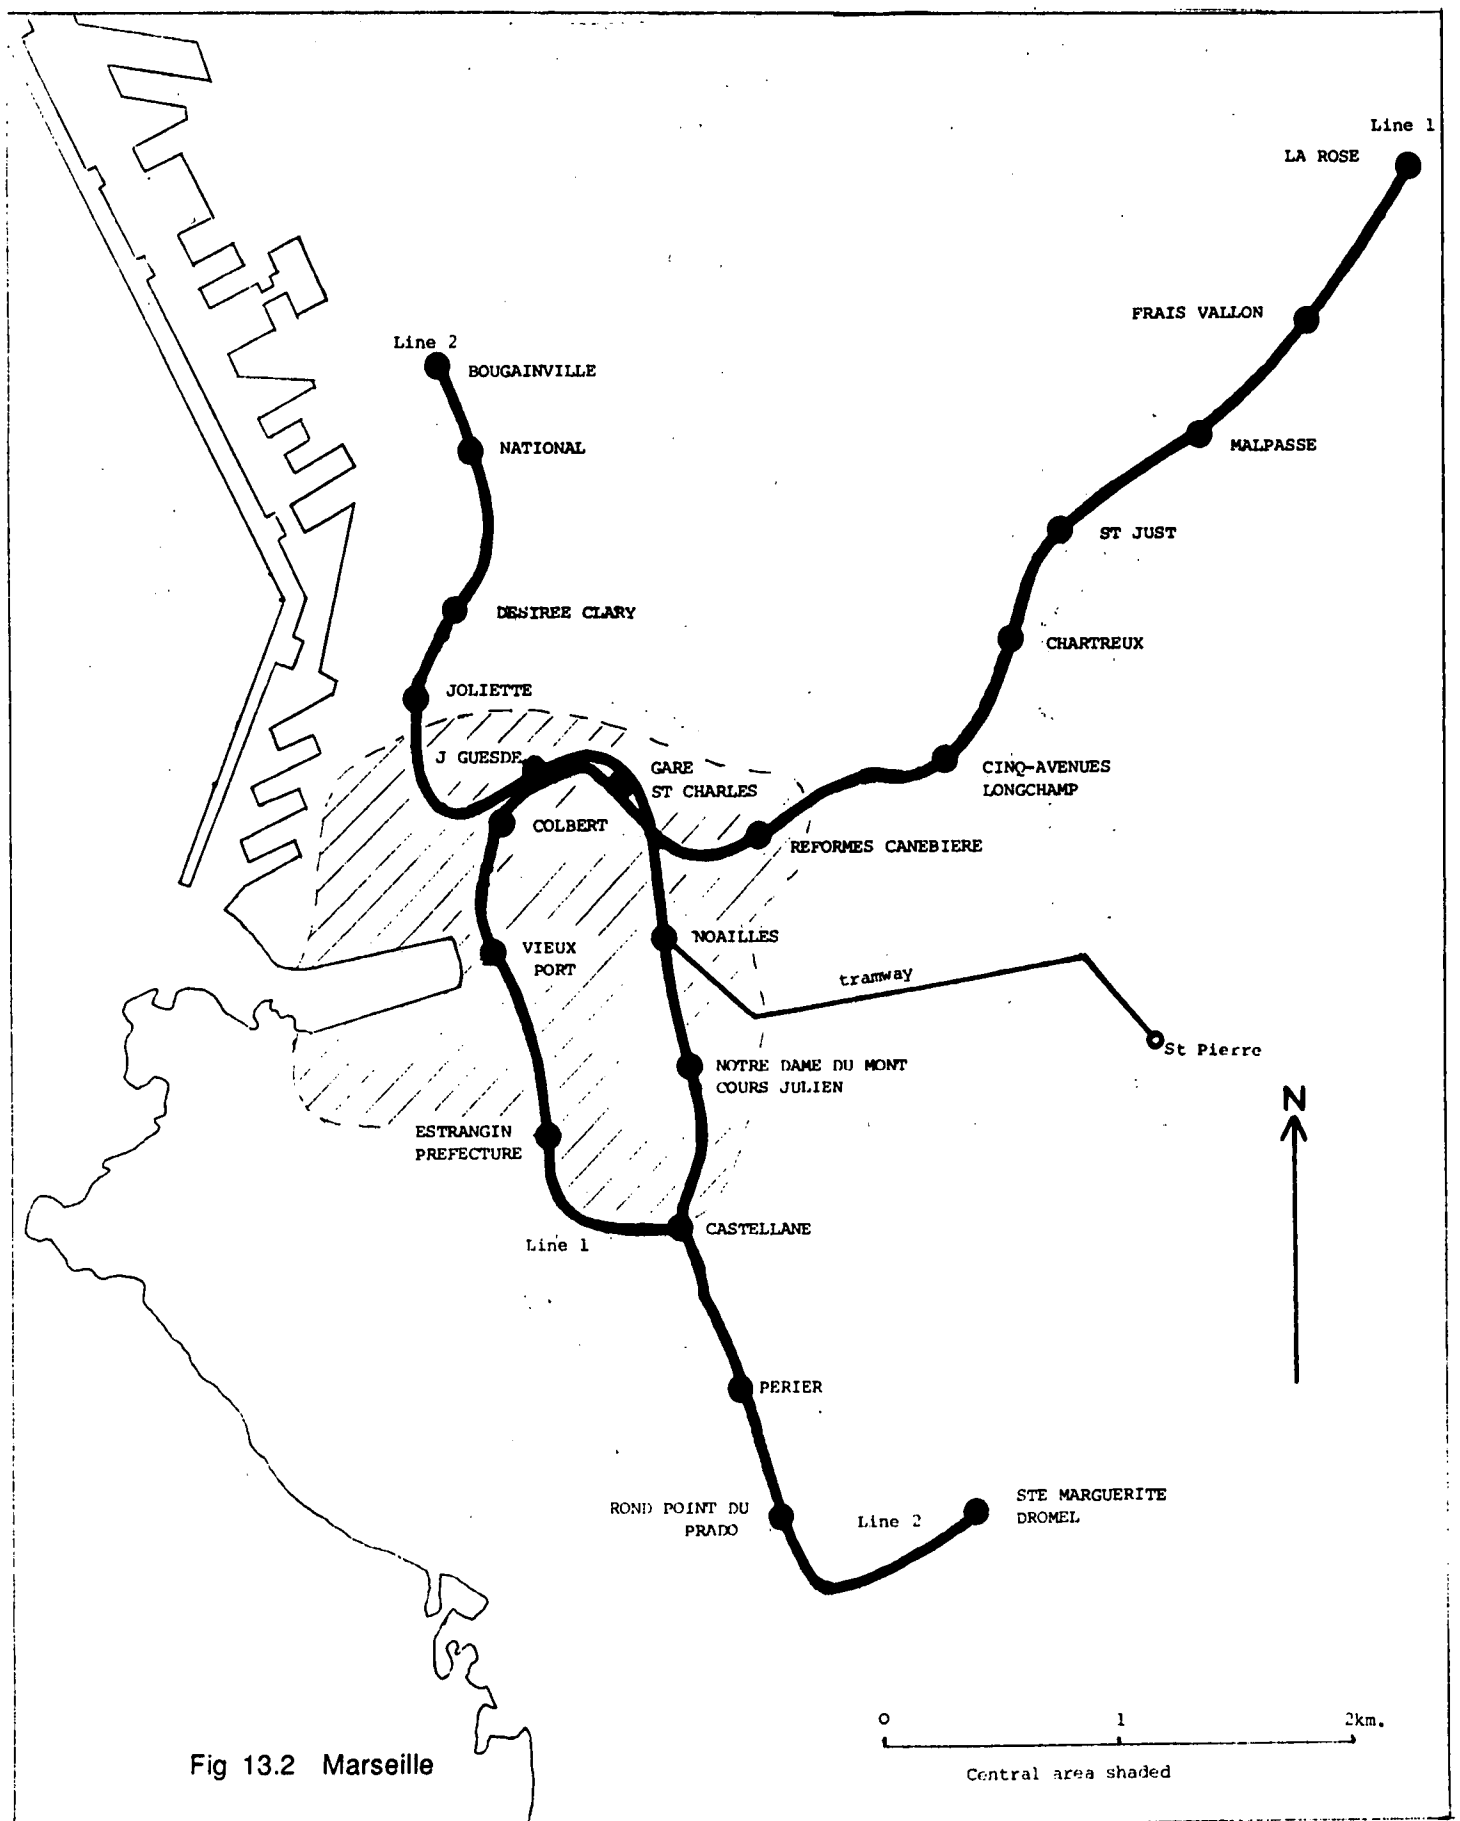 Line 1
LA ROSE
FRAIS VALLON
Line 2
BOUGAINVILLE
MALPASSE
NATIONAL
ST JUST
DESIREE CLARY
CHARTREUX
JOLIETTE
J GUESDE
GARE
ST CHARLES
CINQ-AVENUES
LONGCHAMP
COLBERT
REFORMES CANEBIERE
VIEUX
PORT
NOAILLES
tramway
St Pierre
NOTRE DAME DU MONT
COURS JULIEN
N
ESTRANGIN
PREFECTURE
CASTELLANE
Line 1
PERIER
ROND POINT DU
PRADO
Line 2
STE MARGUERITE
DROMEL
0 1 2km.
Central area shaded
Fig 13.2 Marseille